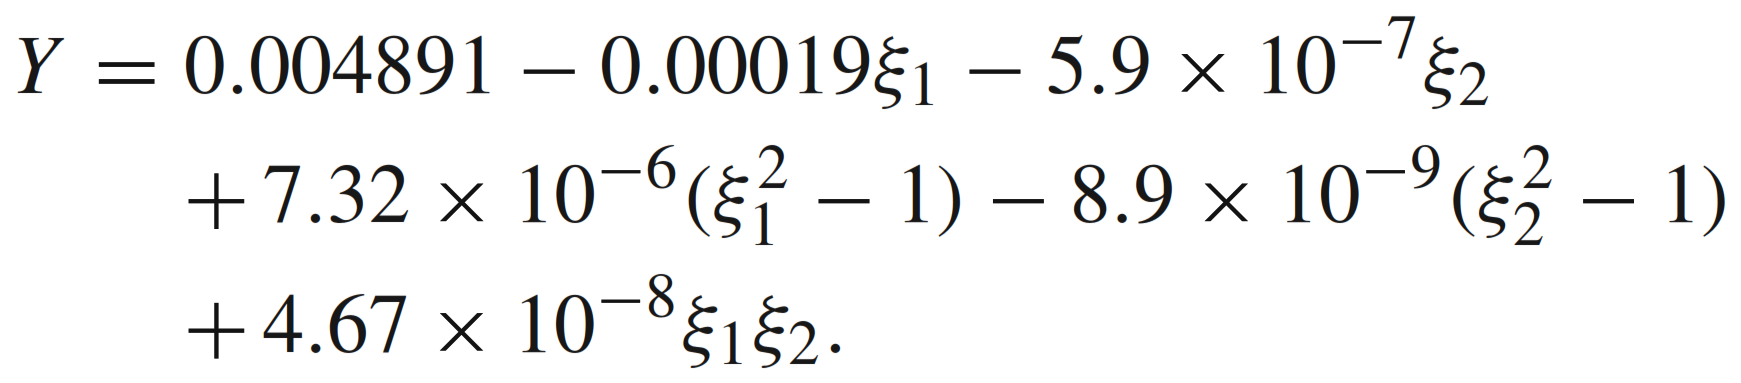 Y = 0.004891 − 0.00019ξ₁ − 5.9 × 10⁻⁷ξ₂
+ 7.32 × 10⁻⁶(ξ₁² − 1) − 8.9 × 10⁻⁹(ξ₂² − 1)
+ 4.67 × 10⁻⁸ξ₁ξ₂.